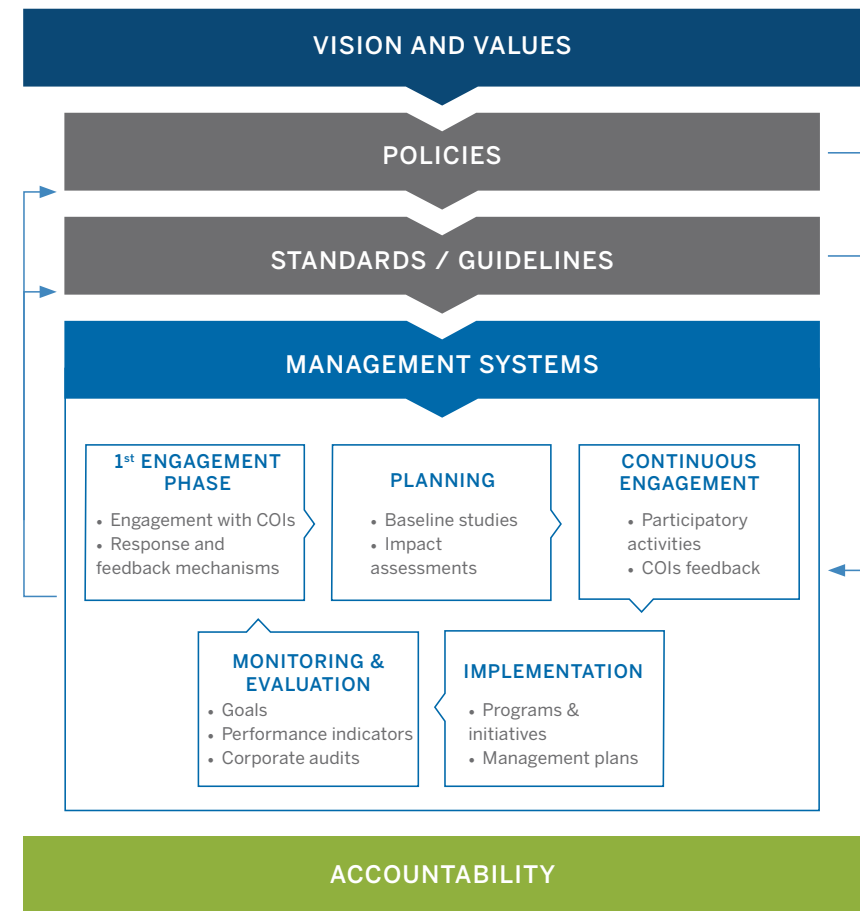 VISION AND VALUES
POLICIES
STANDARDS / GUIDELINES
MANAGEMENT SYSTEMS
1st ENGAGEMENT
PHASE
• Engagement with COIs
• Response and
feedback mechanisms
PLANNING
• Baseline studies
• Impact
assessments
CONTINUOUS
ENGAGEMENT
• Participatory
activities
• COIs feedback
MONITORING &
EVALUATION
• Goals
• Performance indicators
• Corporate audits
IMPLEMENTATION
• Programs &
initiatives
• Management plans
ACCOUNTABILITY